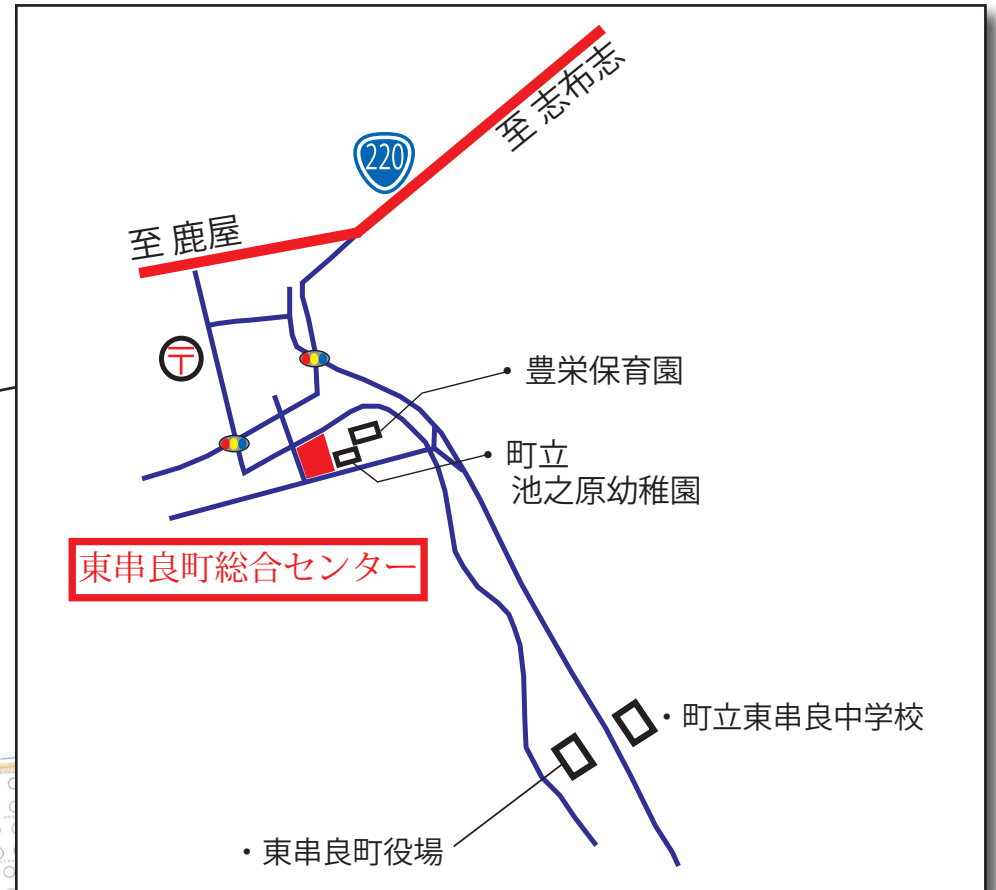 至 志布志
220
至 鹿屋
〒
豊栄保育園
町立
池之原幼稚園
東串良町総合センター
・町立東串良中学校
・東串良町役場